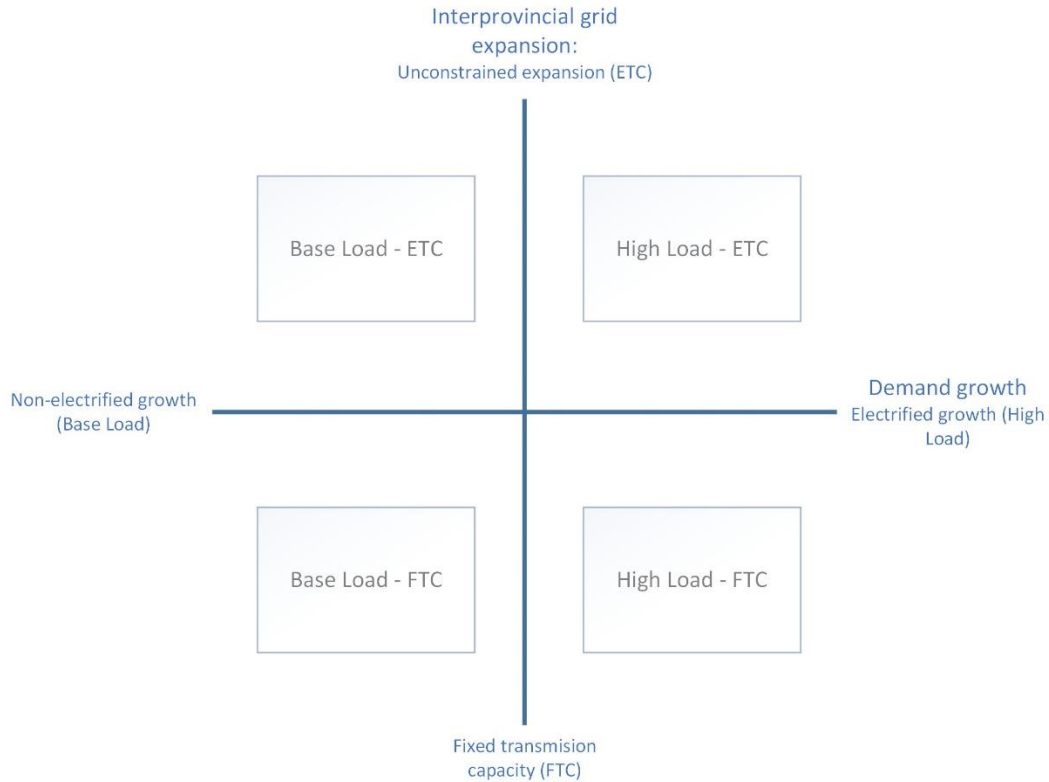 Interprovincial grid
expansion:
Unconstrained expansion (ETC)
Base Load - ETC
High Load - ETC
Non-electrified growth
(Base Load)
Demand growth
Electrified growth (High
Load)
Base Load - FTC
High Load - FTC
Fixed transmision
capacity (FTC)